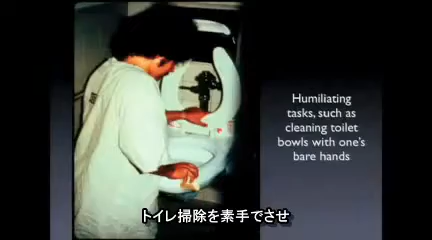 Humiliating
tasks, such as
cleaning toilet
bowls with one's
bare hands
トイレ掃除を素手でさせ